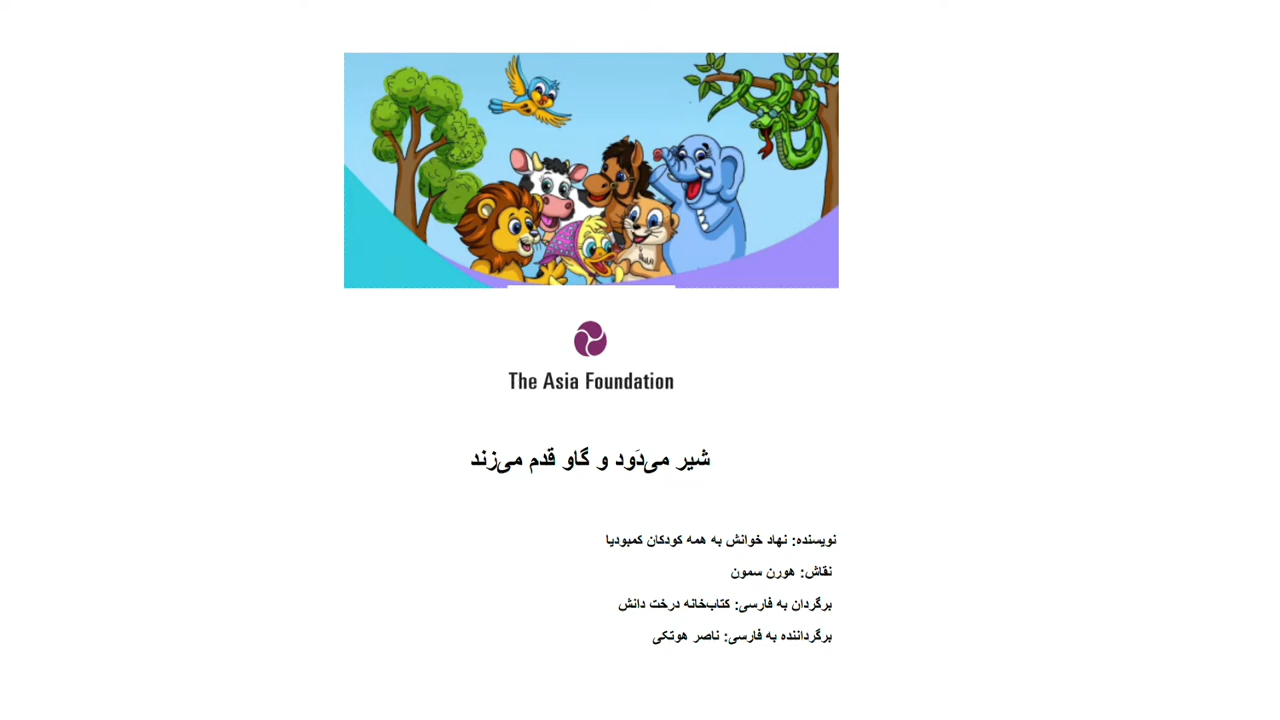 The Asia Foundation
شیر می‌دَود و گاو قدم می‌زند
نویسنده: نهاد خوانش به همه کودکان کمبودیا
نقاش: هورن سمون
برگردان به فارسی: کتاب‌خانه درخت دانش
برگرداننده به فارسی: ناصر هوتکی